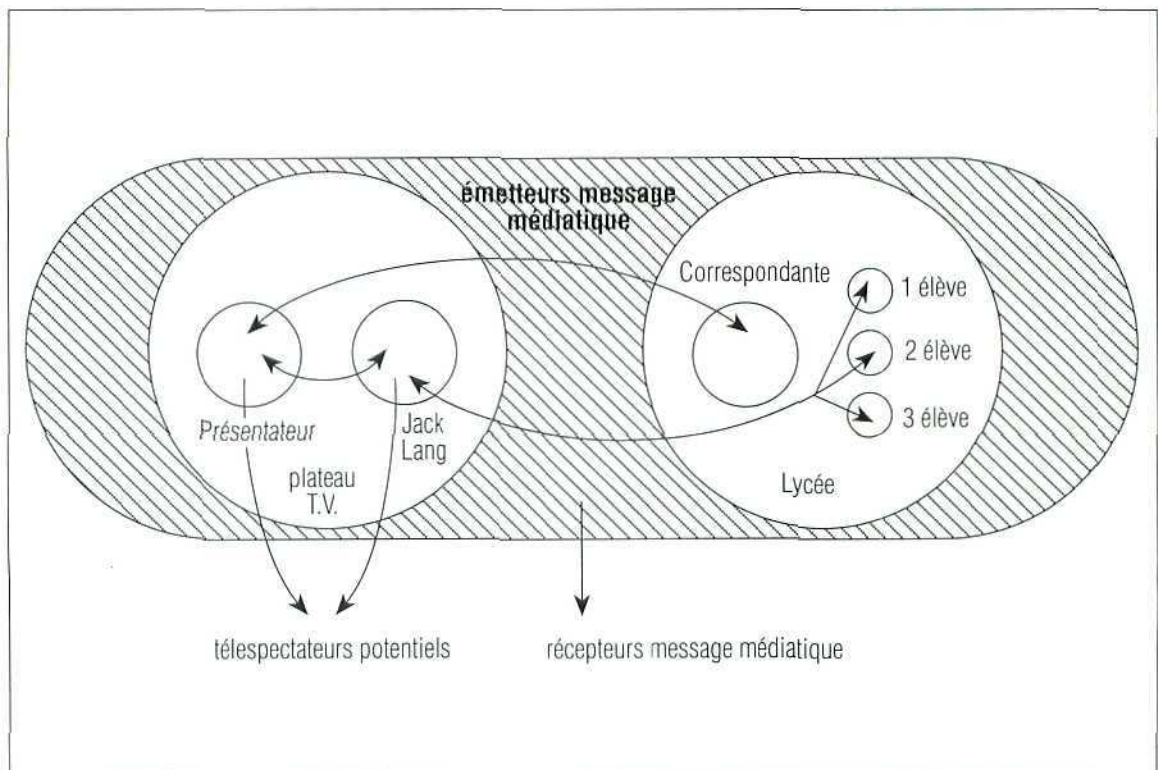 émetteurs message
médiatique
Correspondante
1 élève
2 élève
3 élève
Présentateur
Jack
Lang
plateau
T.V.
Lycée
télespectateurs potentiels
récepteurs message médiatique